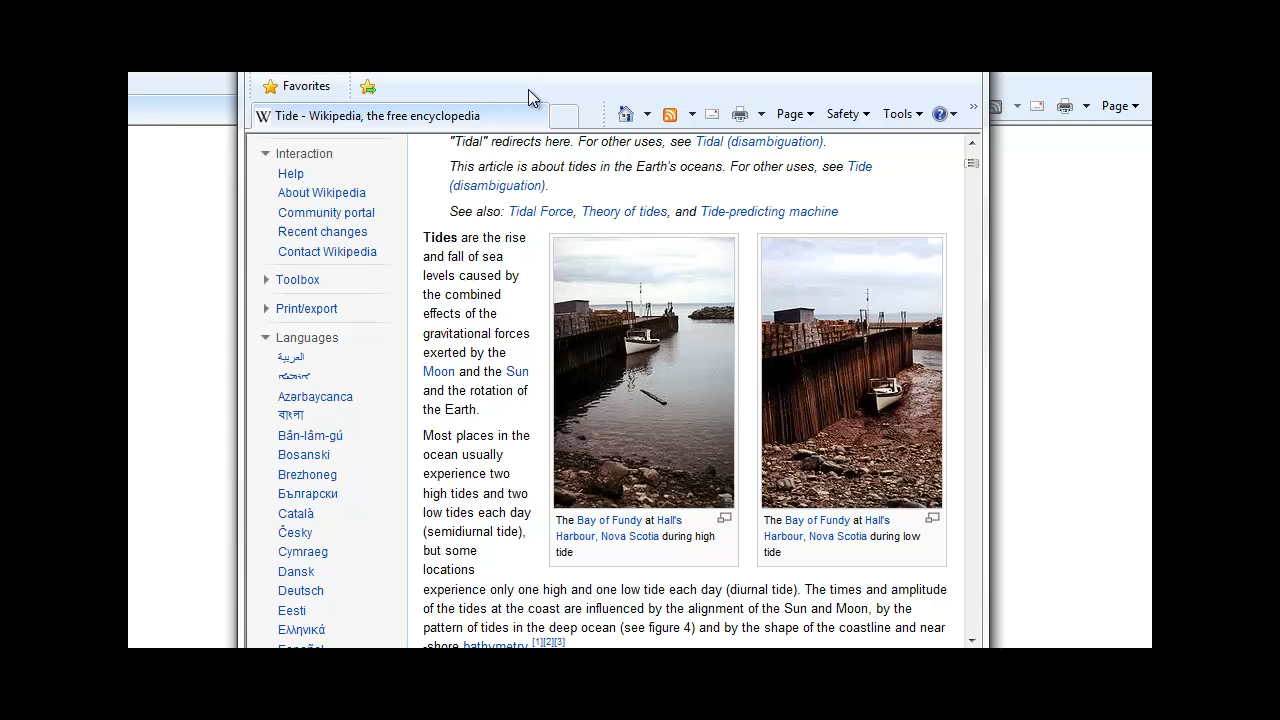 Favorites
Tide - Wikipedia, the free encyclopedia
Page
Safety
Tools
Page
"Tidal" redirects here. For other uses, see Tidal (disambiguation).
This article is about tides in the Earth's oceans. For other uses, see Tide
(disambiguation).
See also: Tidal Force, Theory of tides, and Tide-predicting machine
Interaction
Help
About Wikipedia
Community portal
Recent changes
Contact Wikipedia
Toolbox
Print/export
Languages
العربية
Azərbaycanca
বাংলা
Bân-lâm-gú
Bosanski
Brezhoneg
Български
Català
Česky
Cymraeg
Dansk
Deutsch
Eesti
Ελληνικά
Español
Tides are the rise
and fall of sea
levels caused by
the combined
effects of the
gravitational forces
exerted by the
Moon and the Sun
and the rotation of
the Earth.
Most places in the
ocean usually
experience two
high tides and two
low tides each day
(semidiurnal tide),
but some
locations
The Bay of Fundy at Hall's
Harbour, Nova Scotia during high
tide
The Bay of Fundy at Hall's
Harbour, Nova Scotia during low
tide
experience only one high and one low tide each day (diurnal tide). The times and amplitude
of the tides at the coast are influenced by the alignment of the Sun and Moon, by the
pattern of tides in the deep ocean (see figure 4) and by the shape of the coastline and near
-shore bathymetry.[1][2][3]